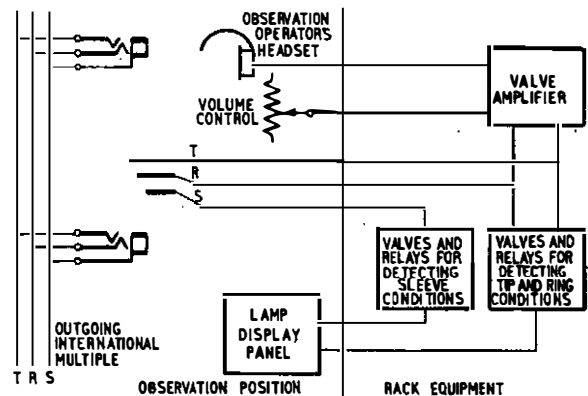 OBSERVATION
OPERATOR'S
HEADSET
VOLUME
CONTROL
VALVE
AMPLIFIER
T
R
S
VALVES AND
RELAYS FOR
DETECTING
SLEEVE
CONDITIONS
VALVES AND
RELAYS FOR
DETECTING
TIP AND RING
CONDITIONS
LAMP
DISPLAY
PANEL
OUTGOING
INTERNATIONAL
MULTIPLE
T R S
OBSERVATION POSITION
RACK EQUIPMENT